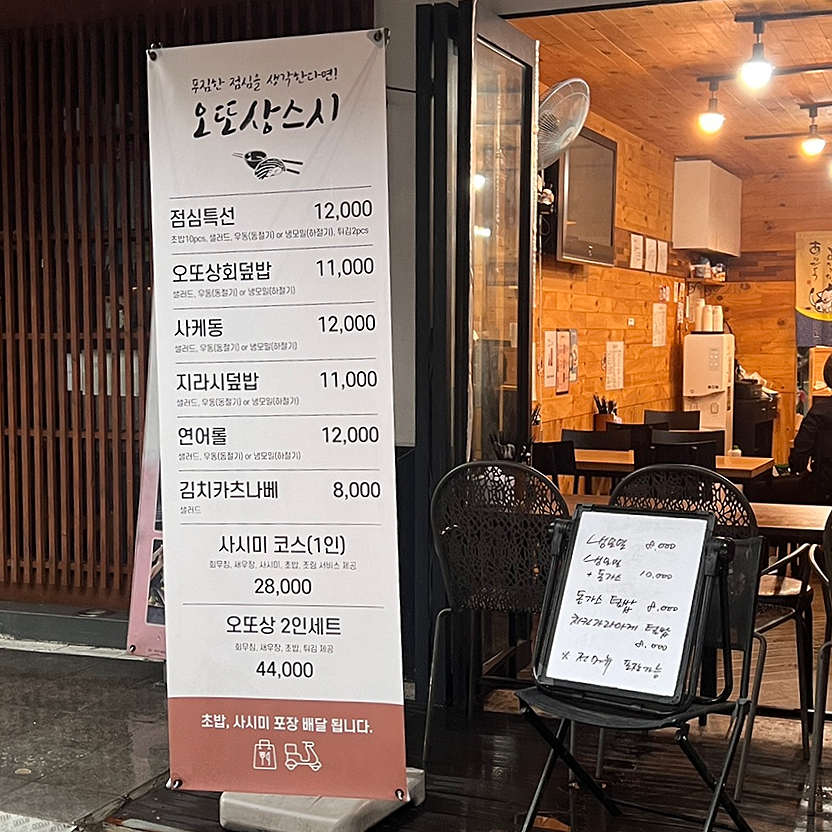 푸짐한 점심을 생각한다면!
오또상스시
점심특선 12,000
초밥10pcs, 샐러드, 우동(동절기) or 냉모밀(하절기), 튀김2pcs
오또상회덮밥 11,000
샐러드, 우동(동절기) or 냉모밀(하절기)
사케동 12,000
샐러드, 우동(동절기) or 냉모밀(하절기)
지라시덮밥 11,000
샐러드, 우동(동절기) or 냉모밀(하절기)
연어롤 12,000
샐러드, 우동(동절기) or 냉모밀(하절기)
김치카츠나베 8,000
샐러드
사시미 코스(1인)
회무침, 새우장, 사시미, 초밥, 조림 서비스 제공
28,000
오또상 2인세트
회무침, 새우장, 초밥, 튀김 제공
44,000
초밥, 사시미 포장 배달 됩니다.
냉모밀 8,000
냉모밀
+ 돈가스 10,000
돈가스 덮밥 8,000
치킨가라아게 덮밥
8,000
※ 전메뉴 포장가능